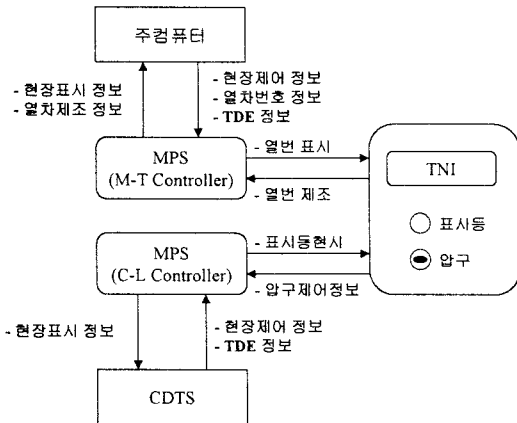 주컴퓨터
- 현장표시 정보
- 열차제조 정보
- 현장제어 정보
- 열차번호 정보
- TDE 정보
MPS
(M-T Controller)
- 열번 표시
- 열번 제조
TNI
표시등
압구
MPS
(C-L Controller)
- 표시등현시
- 압구제어정보
- 현장표시 정보
- 현장제어 정보
- TDE 정보
CDTS